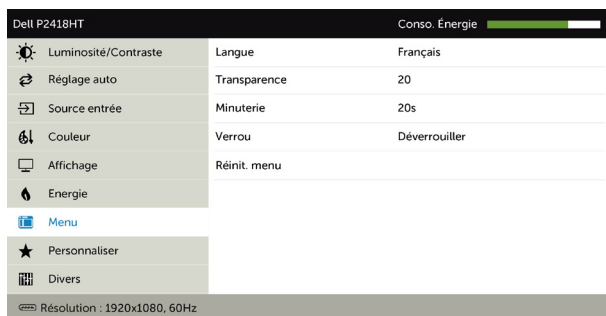 Dell P2418HT Conso. Énergie
Luminosité/Contraste Langue Français
Réglage auto Transparence 20
Source entrée Minuterie 20s
Couleur Verrou Déverrouiller
Affichage Réinit. menu
Energie
Menu
Personnaliser
Divers
Résolution : 1920x1080, 60Hz